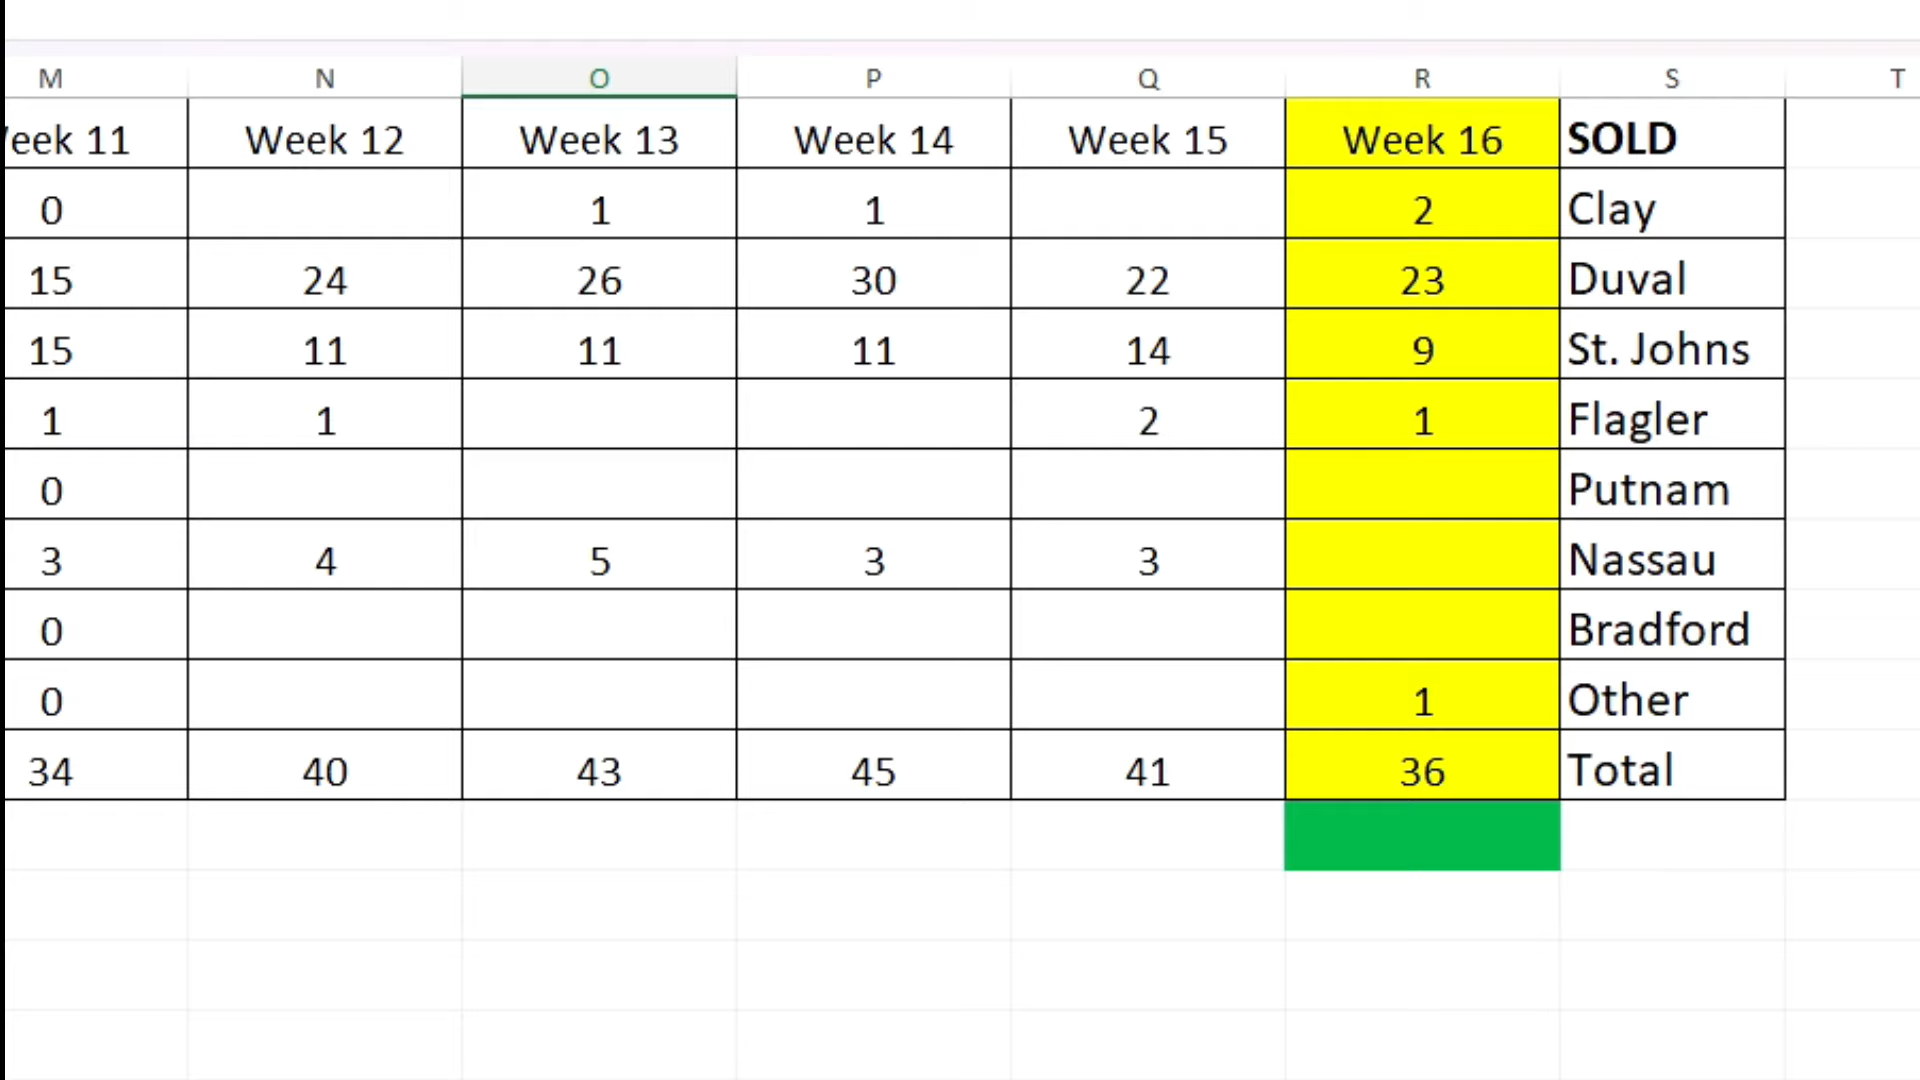 M N O P Q R S T
eek 11 Week 12 Week 13 Week 14 Week 15 Week 16 SOLD
0 1 1 2 Clay
15 24 26 30 22 23 Duval
15 11 11 11 14 9 St. Johns
1 1 2 1 Flagler
0 Putnam
3 4 5 3 3 Nassau
0 Bradford
0 1 Other
34 40 43 45 41 36 Total